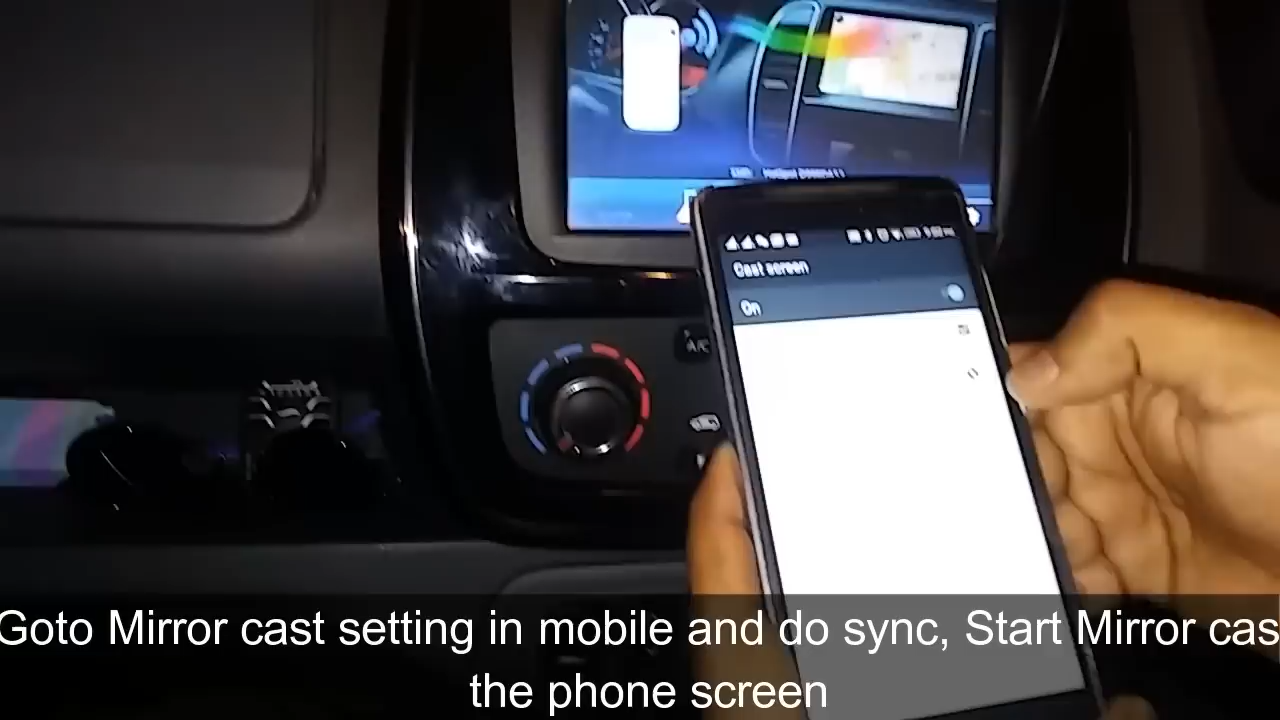 Cast screen
On
A/C
Goto Mirror cast setting in mobile and do sync, Start Mirror cas
the phone screen